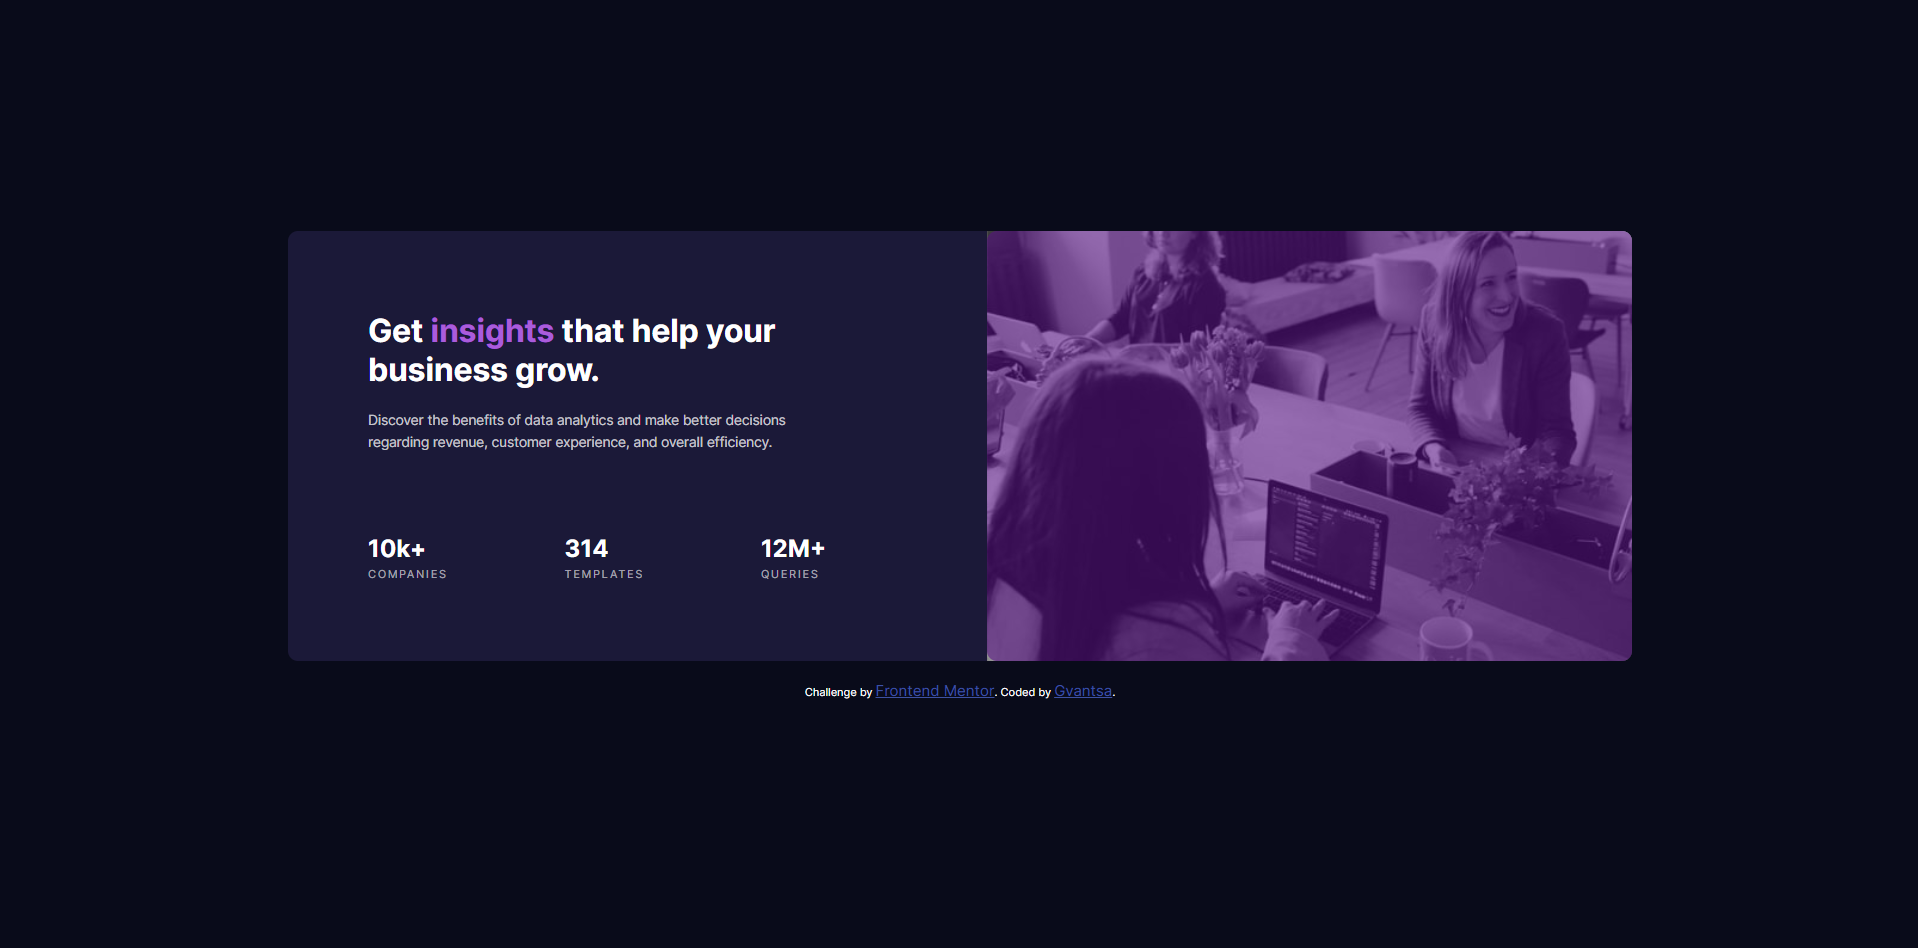 Get insights that help your
business grow.
Discover the benefits of data analytics and make better decisions
regarding revenue, customer experience, and overall efficiency.
10k+
COMPANIES
314
TEMPLATES
12M+
QUERIES
Challenge by Frontend Mentor. Coded by Gvantsa.